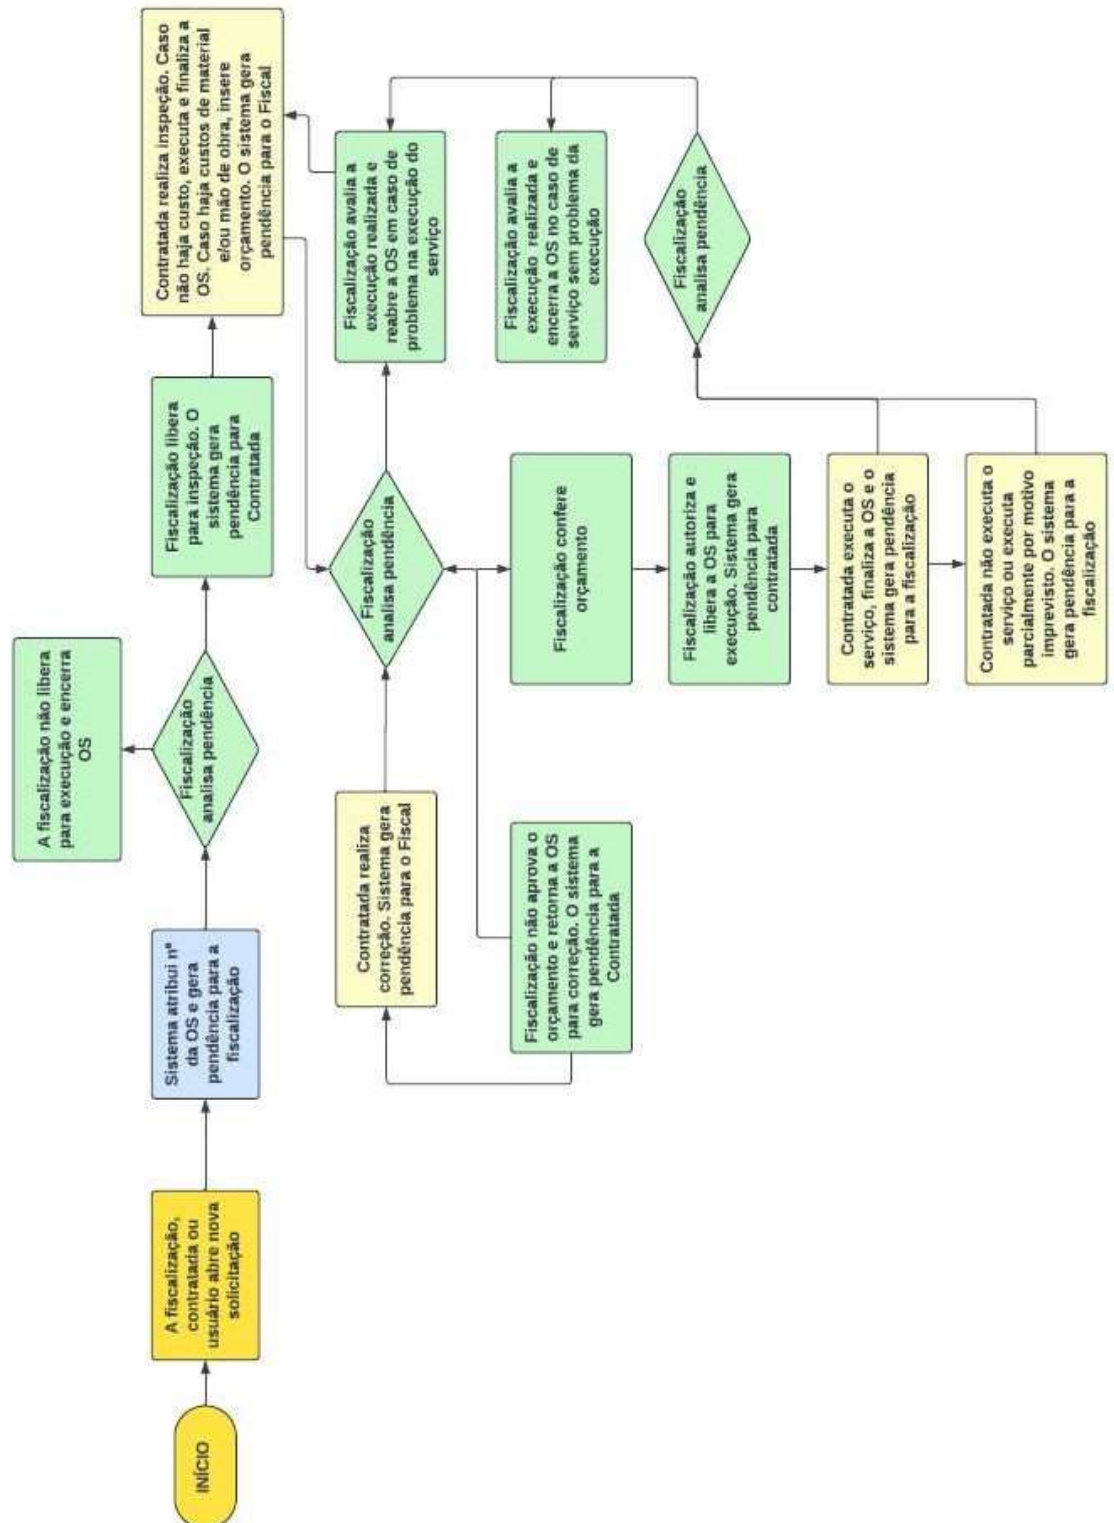 INÍCIO
A fiscalização,
contratada ou
usuário abre nova
solicitação
Sistema atribui nº
da OS e gera
pendência para a
fiscalização
Fiscalização
analisa pendência
A fiscalização não libera
para execução e encerra
OS
Fiscalização libera
para inspeção. O
sistema gera
pendência para
Contratada
Contratada realiza inspeção. Caso
não haja custo, executa e finaliza a
OS. Caso haja custos de material
e/ou mão de obra, insere
orçamento. O sistema gera
pendência para o Fiscal
Contratada realiza
correção. Sistema gera
pendência para o Fiscal
Fiscalização
analisa pendência
Fiscalização avalia a
execução realizada e
reabre a OS em caso de
problema na execução do
serviço
Fiscalização não aprova o
orçamento e retorna a OS
para correção. O sistema
gera pendência para a
Contratada
Fiscalização confere
orçamento
Fiscalização avalia a
execução realizada e
encerra a OS no caso de
serviço sem problema da
execução
Fiscalização autoriza e
libera a OS para
execução. Sistema gera
pendência para
contratada
Fiscalização
analisa pendência
Contratada executa o
serviço, finaliza a OS e o
sistema gera pendência
para a fiscalização
Contratada não executa o
serviço ou executa
parcialmente por motivo
imprevisto. O sistema
gera pendência para a
fiscalização